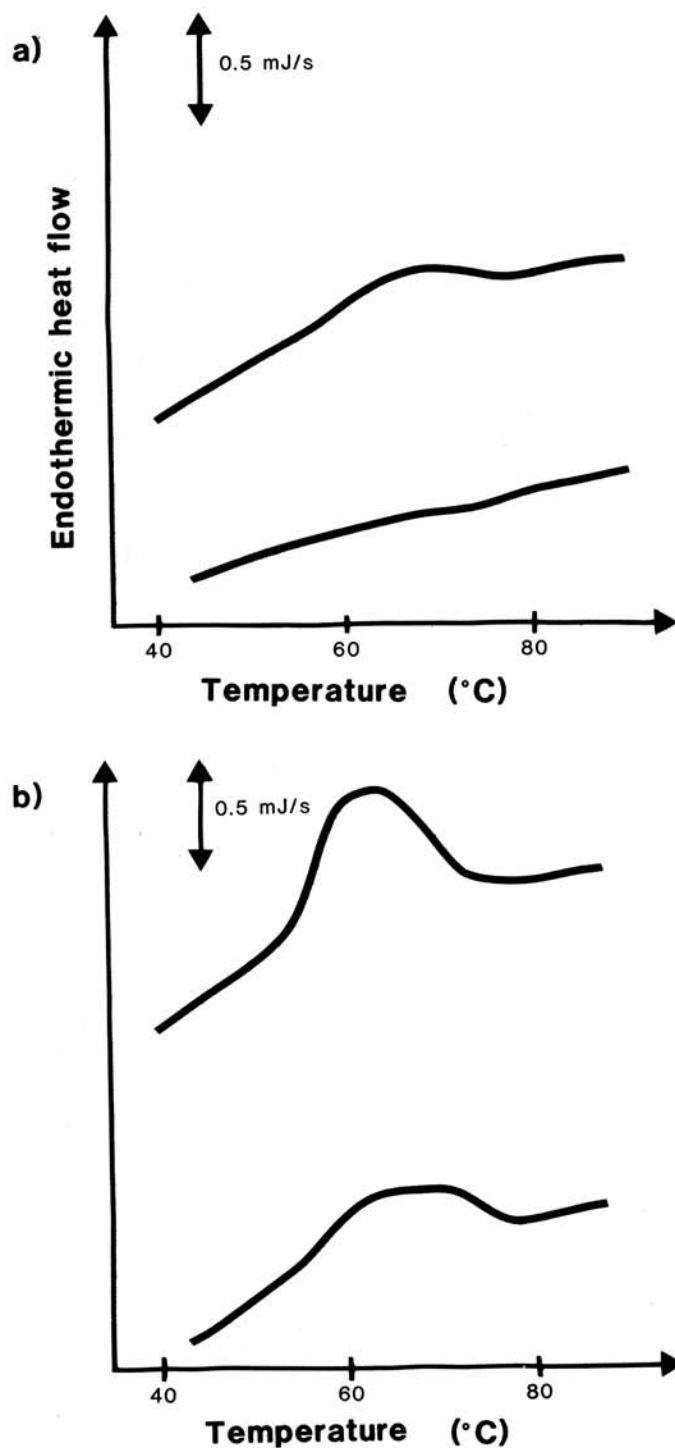 a)
0.5 mJ/s
Endothermic heat flow
40 60 80
Temperature (°C)
b)
0.5 mJ/s
40 60 80
Temperature (°C)